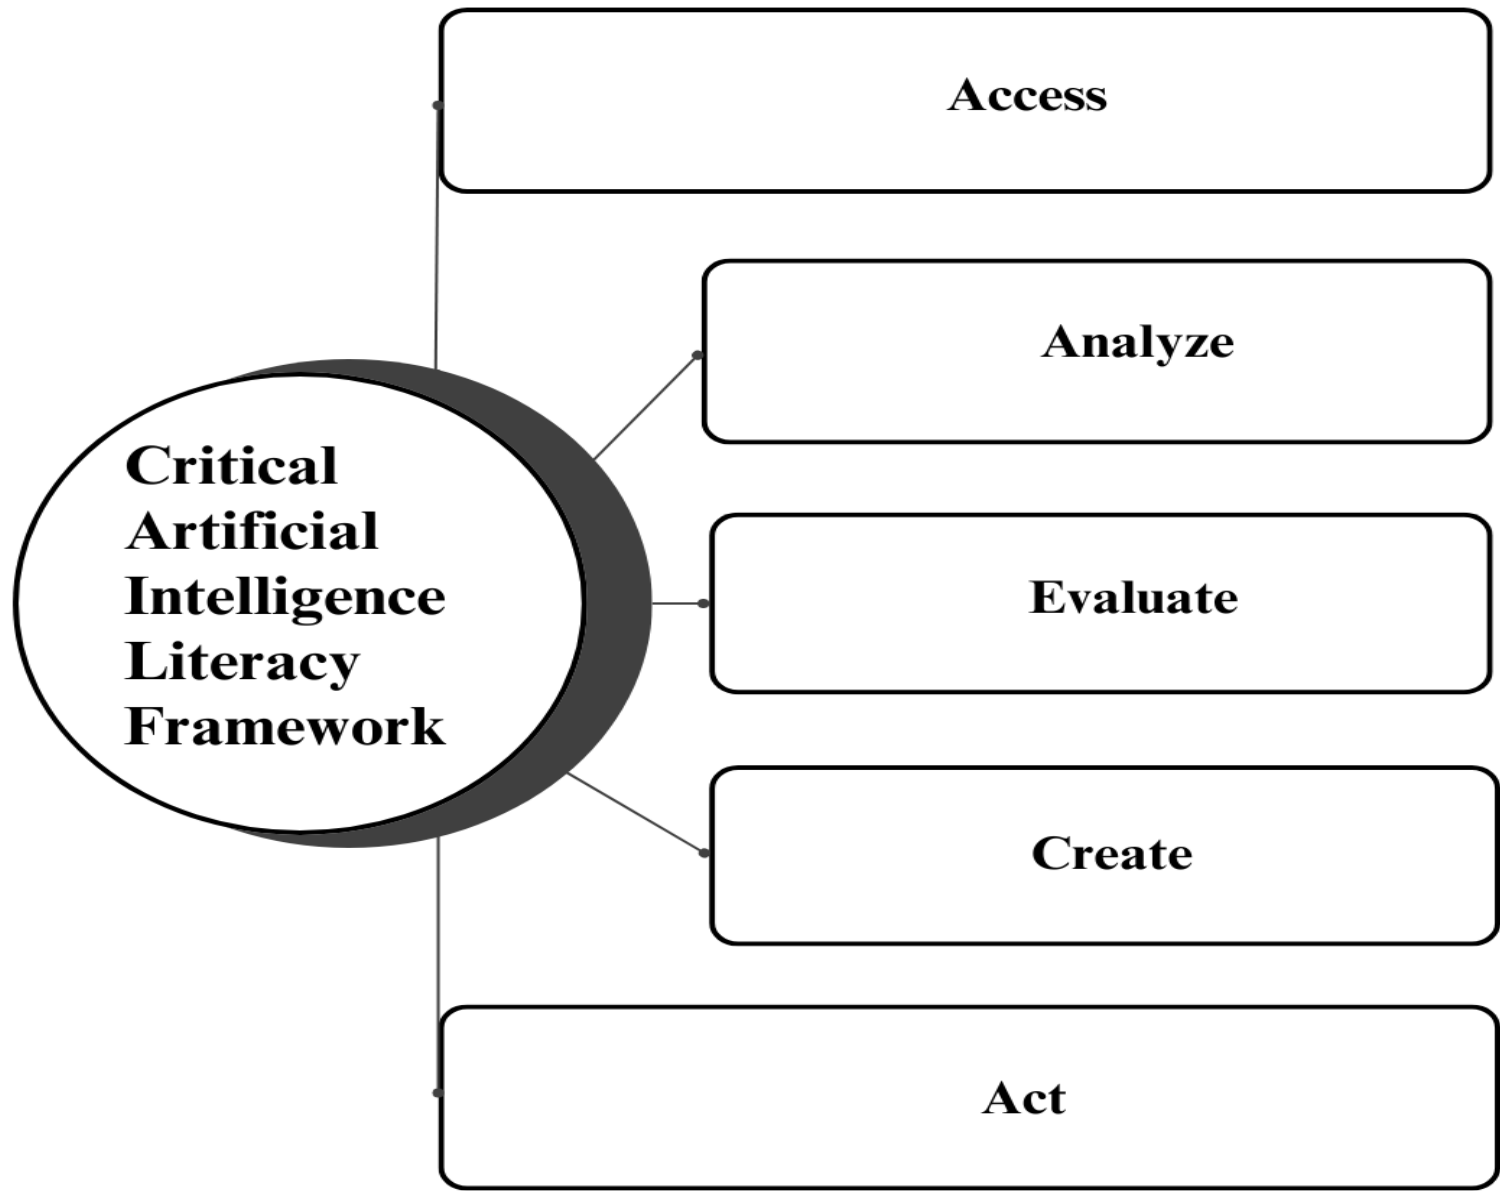 Access
Analyze
Critical
Artificial
Intelligence
Literacy
Framework
Evaluate
Create
Act